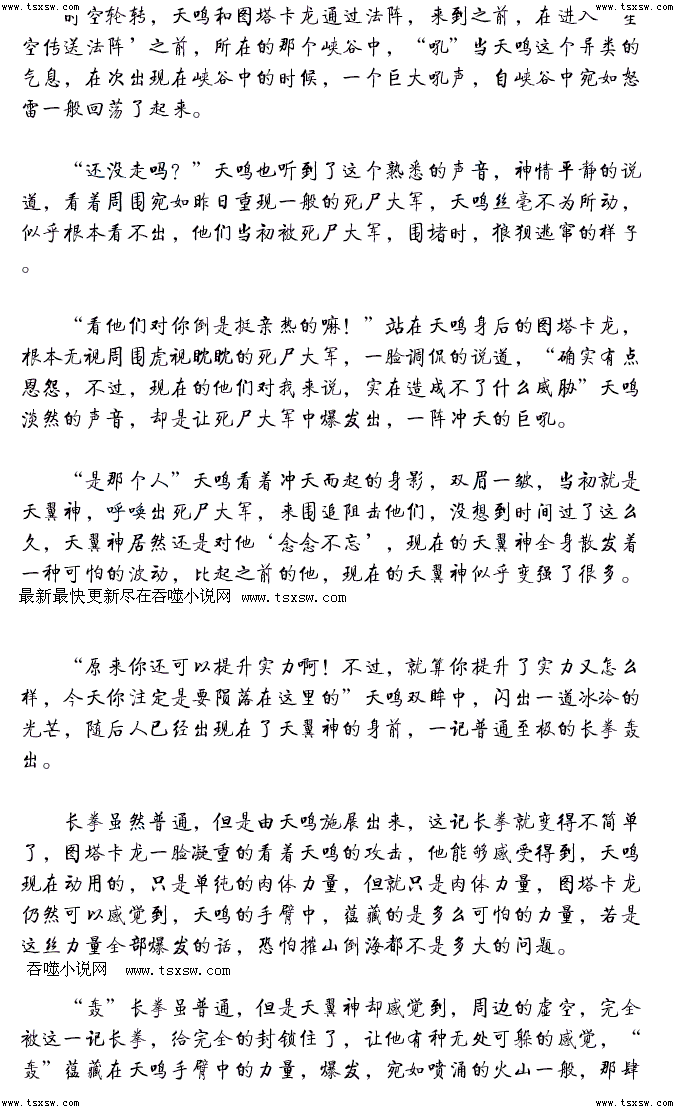 www.tsxsw.com www.tsxsw.com www.tsxsw.com www.tsxsw.com www.tsxsw.com
时空轮转，天鸣和图塔卡龙通过法阵，来到之前，在进入‘星
空传送法阵’之前，所在的那个峡谷中，“吼”当天鸣这个异类的
气息，在次出现在峡谷中的时候，一个巨大吼声，自峡谷中宛如怒
雷一般回荡了起来。
“还没走吗？”天鸣也听到了这个熟悉的声音，神情平静的说
道，看着周围宛如昨日重现一般的死尸大军，天鸣丝毫不为所动，
似乎根本看不出，他们当初被死尸大军，围堵时，狼狈逃窜的样子
。
“看他们对你倒是挺亲热的嘛！”站在天鸣身后的图塔卡龙，
根本无视周围虎视眈眈的死尸大军，一脸调侃的说道，“确实有点
恩怨，不过，现在的他们对我来说，实在造成不了什么威胁”天鸣
淡然的声音，却是让死尸大军中爆发出，一阵冲天的巨吼。
“是那个人”天鸣看着冲天而起的身影，双眉一皱，当初就是
天翼神，呼唤出死尸大军，来围追阻击他们，没想到时间过了这么
久，天翼神居然还是对他‘念念不忘’，现在的天翼神全身散发着
一种可怕的波动，比起之前的他，现在的天翼神似乎变强了很多。
最新最快更新尽在吞噬小说网 www.tsxsw.com
“原来你还可以提升实力啊！不过，就算你提升了实力又怎么
样，今天你注定是要陨落在这里的”天鸣双眸中，闪出一道冰冷的
光芒，随后人已经出现在了天翼神的身前，一记普通至极的长拳轰
出。
长拳虽然普通，但是由天鸣施展出来，这记长拳就变得不简单
了，图塔卡龙一脸凝重的看着天鸣的攻击，他能够感受得到，天鸣
现在动用的，只是单纯的肉体力量，但就只是肉体力量，图塔卡龙
仍然可以感觉到，天鸣的手臂中，蕴藏的是多么可怕的力量，若是
这丝力量全部爆发的话，恐怕摧山倒海都不是多大的问题。
吞噬小说网 www.tsxsw.com
“轰”长拳虽普通，但是天翼神却感觉到，周边的虚空，完全
被这一记长拳，给完全的封锁住了，让他有种无处可躲的感觉，“
轰”蕴藏在天鸣手臂中的力量，爆发，宛如喷涌的火山一般，那肆
www.tsxsw.com www.tsxsw.com www.tsxsw.com www.tsxsw.com www.tsxsw.com